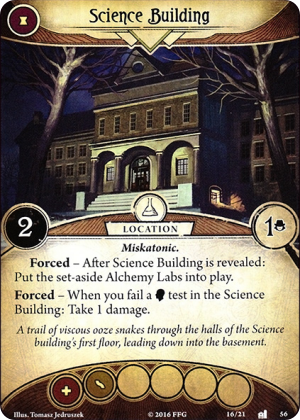 Science Building
2
LOCATION
1
Miskatonic.
Forced – After Science Building is revealed:
Put the set-aside Alchemy Labs into play.
Forced – When you fail a test in the Science
Building: Take 1 damage.
A trail of viscous ooze snakes through the halls of the Science
building's first floor, leading down into the basement.
Illus. Tomasz Jedruszek
© 2016 FFG
16/21
56